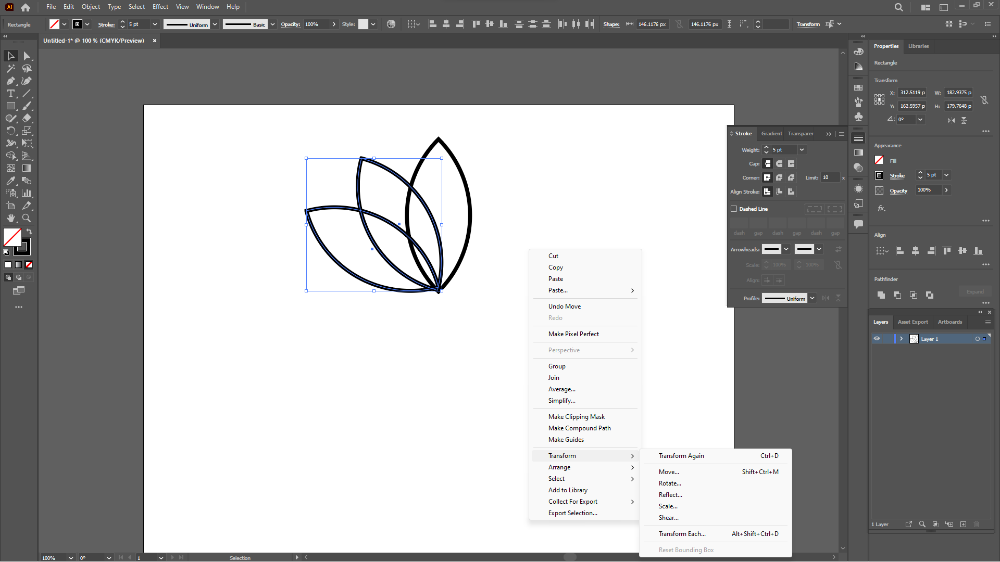 Ai File Edit Object Type Select Effect View Window Help
Rectangle Stroke: 5 pt Uniform Basic Opacity: 100% Style: Shape: 146.1176 px 146.1176 px Transform
Untitled-1* @ 100 % (CMYK/Preview) ×
Properties Libraries
Rectangle
Transform
X: 312.5119 p W: 182.9375 p
Y: 162.5957 p H: 179.7648 p
0°
Appearance
Fill
Stroke 5 pt
Opacity 100%
fx.
Align
Pathfinder
Expand
Stroke Gradient Transparer
Weight: 5 pt
Cap:
Corner: Limit: 10 x
Align Stroke:
Dashed Line
dash gap dash gap dash gap
Arrowheads:
Scale: 100% 100%
Align:
Profile: Uniform
Layers Asset Export Artboards
Layer 1
1 Layer
Cut
Copy
Paste
Paste...
Undo Move
Redo
Make Pixel Perfect
Perspective
Group
Join
Average...
Simplify...
Make Clipping Mask
Make Compound Path
Make Guides
Transform
Arrange
Select
Add to Library
Collect For Export
Export Selection...
Transform Again Ctrl+D
Move... Shift+Ctrl+M
Rotate...
Reflect...
Scale...
Shear...
Transform Each... Alt+Shift+Ctrl+D
Reset Bounding Box
100% 0° 1 Selection